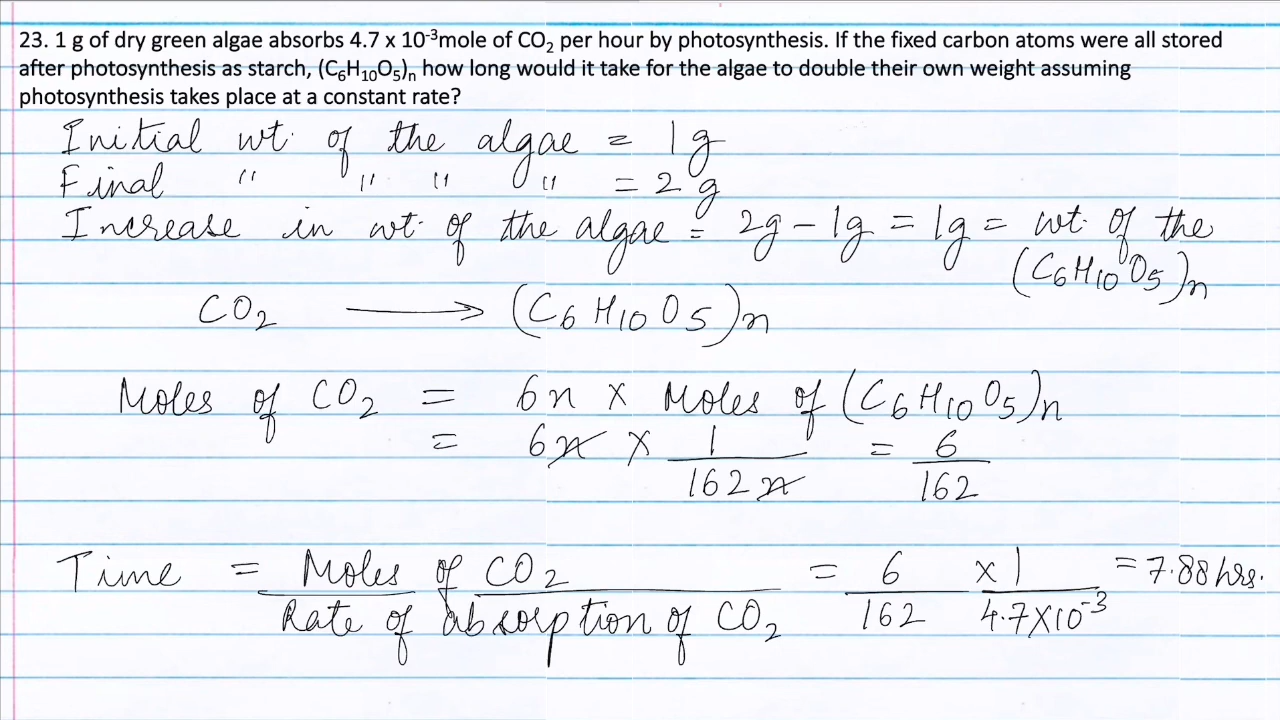 23. 1 g of dry green algae absorbs 4.7 x 10⁻³mole of CO₂ per hour by photosynthesis. If the fixed carbon atoms were all stored
after photosynthesis as starch, (C₆H₁₀O₅)ₙ how long would it take for the algae to double their own weight assuming
photosynthesis takes place at a constant rate?
Initial wt. of the algae = 1g
Final " " " " = 2g
Increase in wt. of the algae = 2g - 1g = 1g = wt. of the
(C₆H₁₀O₅)n
CO₂ ⟶ (C₆H₁₀O₅)n
Moles of CO₂ = 6n × Moles of (C₆H₁₀O₅)n
= 6n × 1/162n = 6/162
Time = Moles of CO₂/Rate of absorption of CO₂ = 6/162 × 1/4.7×10⁻³ = 7.88 hrs.